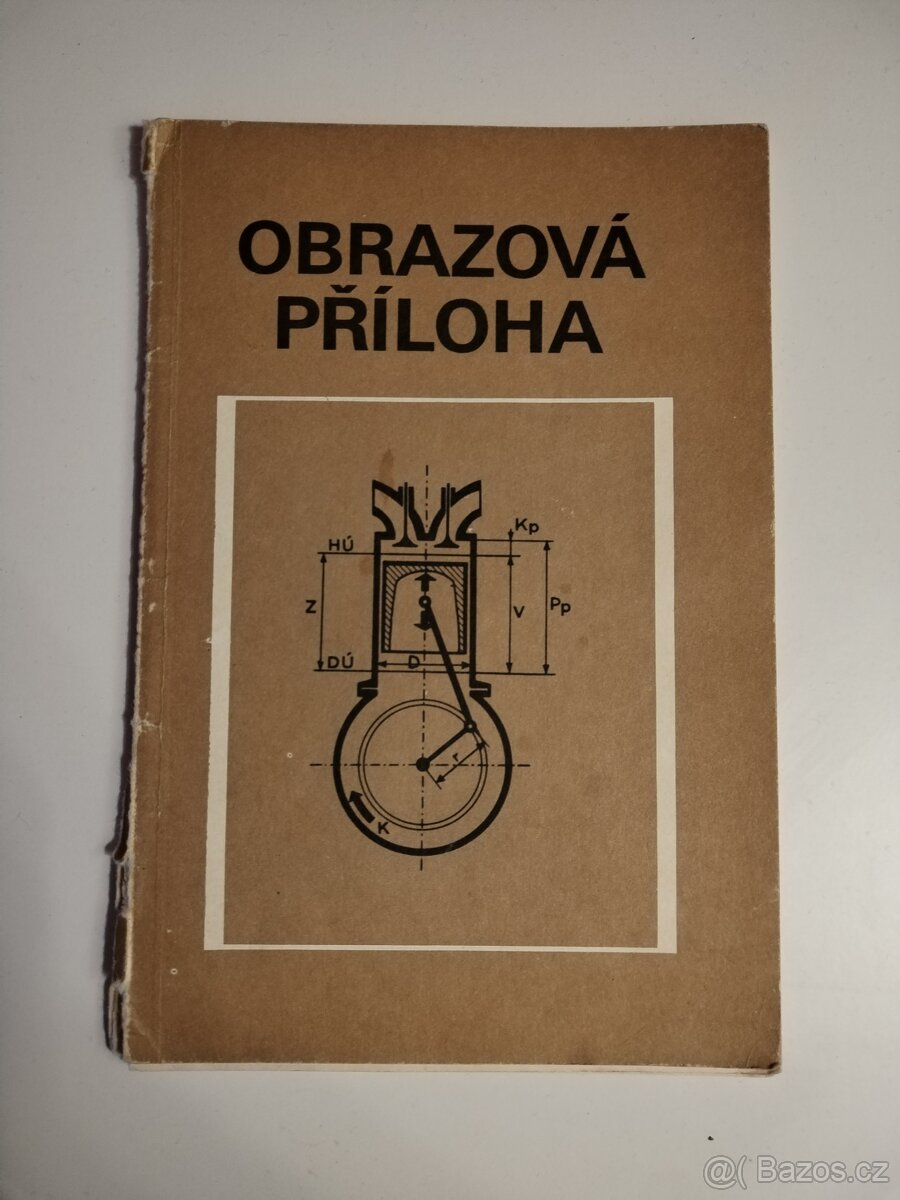 OBRAZOVÁ
PŘÍLOHA
Kp
HÚ
Z
V
Pp
DÚ
D
r
K
@( Bazos.cz